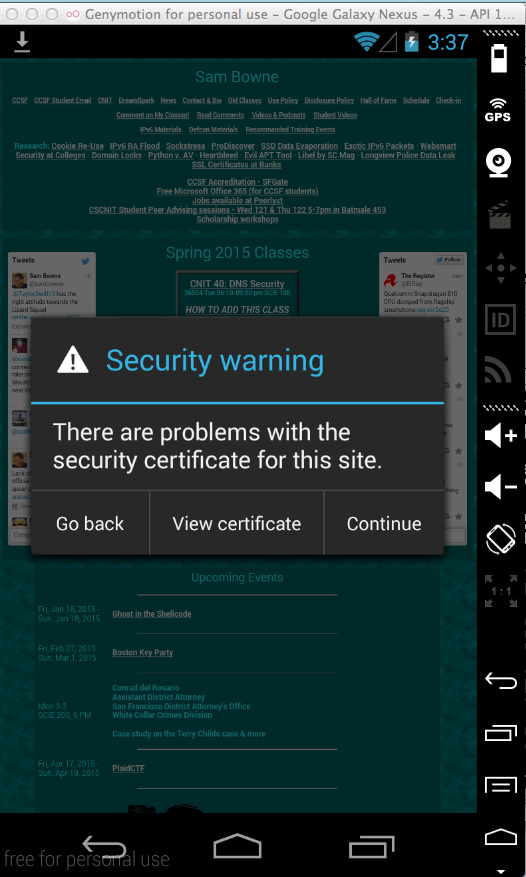 Genymotion for personal use - Google Galaxy Nexus - 4.3 - API 1...
3:37
GPS
Sam Bowne
CCSF CCSF Student Email CNIT DreamSpark News Contact & Bio Old Classes Use Policy Disclosure Policy Hall of Fame Schedule Check-in
Comment on My Classes! Read Comments Videos & Podcasts Student Videos
IPv6 Materials Defcon Materials Recommended Training Events
Research: Cookie Re-Use · IPv6 RA Flood · Sockstress · ProDiscover · SSD Data Evaporation · Exotic IPv6 Packets · Websmart ·
Security at Colleges · Domain Locks · Python v. AV · Heartbleed · Evil APT Tool · Libel by SC Mag · Longview Police Data Leak ·
SSL Certificates at Banks
CCSF Accreditation - SFGate
Free Microsoft Office 365 (for CCSF students)
Jobs available at Peerlyst
CSCNIT Student Peer Advising sessions - Wed 121 & Thu 122 5-7pm in Batmale 453
Scholarship workshops
Spring 2015 Classes
Tweets
Sam Bowne
@sambowne
.@TaylorSwift13 has the
right attitude towards the
Lizard Squad
CNIT 40: DNS Security
36554 Tue 06:10-09:00 pm SCIE 180
HOW TO ADD THIS CLASS
Tweets Follow
The Register
@ElReg
Qualcomm Snapdragon 810
CPU dumped from flagship
smartphone reg.cx/2e20
ID
Security warning
There are problems with the
security certificate for this site.
Go back
View certificate
Continue
1:1
Upcoming Events
Fri, Jan 16, 2015 -
Sun, Jan 18, 2015
Ghost in the Shellcode
Fri, Feb 27, 2015 -
Sun, Mar 1, 2015
Boston Key Party
Mon 3-2
SCIE 200, 6 PM
Conrad del Rosario
Assistant District Attorney
San Francisco District Attorney's Office
White Collar Crimes Division
Case study on the Terry Childs case & more
Fri, Apr 17, 2015 -
Sun, Apr 19, 2015
PlaidCTF
free for personal use